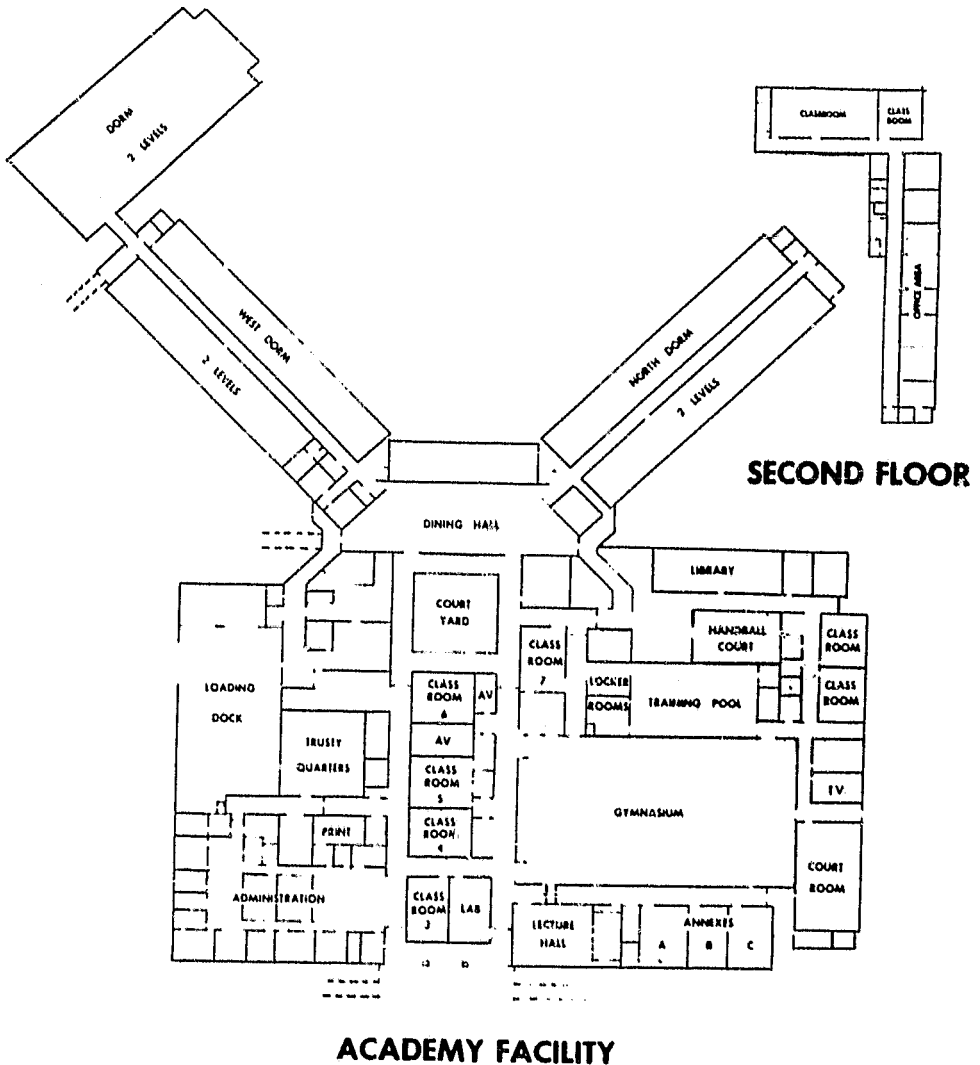 DORM
2 LEVELS
CLASSROOM
CLASS
ROOM
OFFICE AREA
WEST DORM
2 LEVELS
NORTH DORM
2 LEVELS
SECOND FLOOR
DINING HALL
LIBRARY
COURT
YARD
HANDBALL
COURT
CLASS
ROOM
CLASS
ROOM
7
CLASS
ROOM
LOADING
DOCK
CLASS
ROOM
6
AV
LOCKER
ROOMS
TRAINING POOL
TRUSTY
QUARTERS
AV
CLASS
ROOM
5
TV
GYMNASIUM
PRINT
CLASS
ROOM
4
COURT
ROOM
ADMINISTRATION
CLASS
ROOM
3
LAB
LECTURE
HALL
ANNEXES
A
B
C
ACADEMY FACILITY